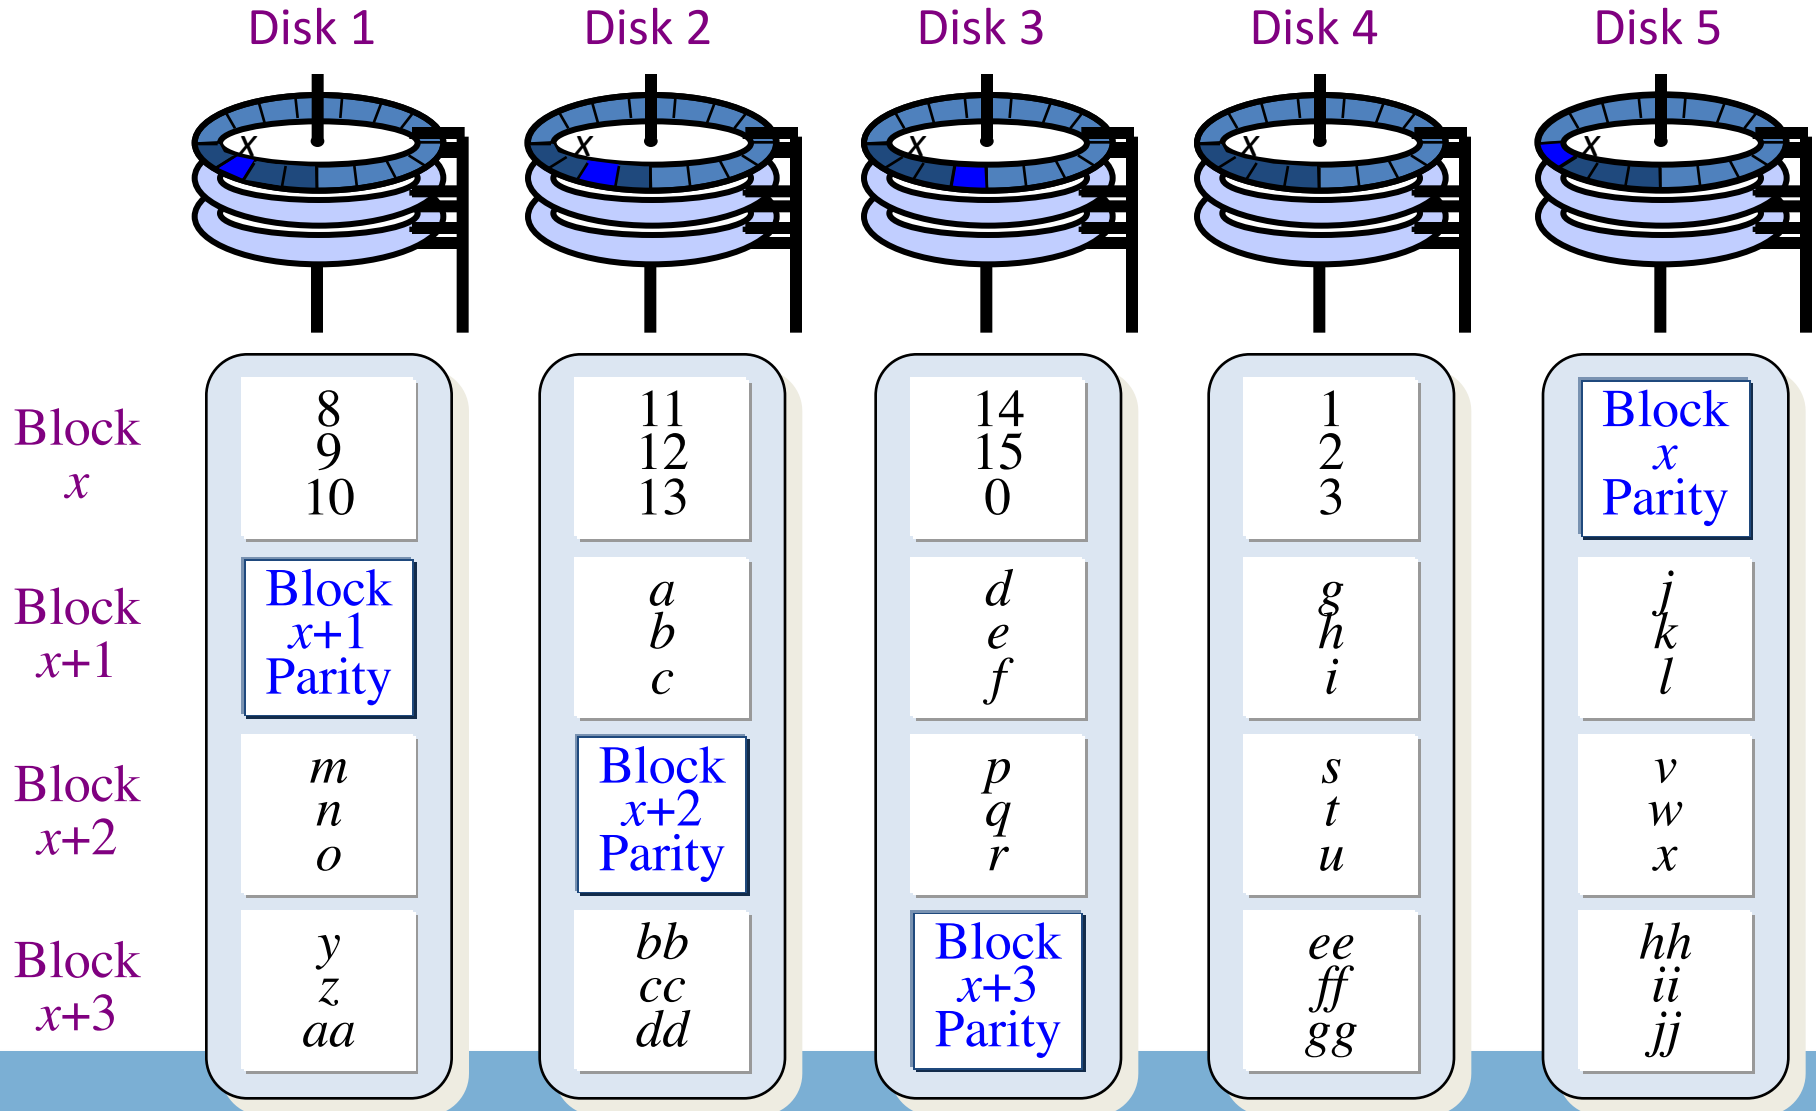 Disk 1
Disk 2
Disk 3
Disk 4
Disk 5
x
x
x
x
x
Block
x
8
9
10
11
12
13
14
15
0
1
2
3
Block
x
Parity
Block
x+1
Block
x+1
Parity
a
b
c
d
e
f
g
h
i
j
k
l
Block
x+2
m
n
o
Block
x+2
Parity
p
q
r
s
t
u
v
w
x
Block
x+3
y
z
aa
bb
cc
dd
Block
x+3
Parity
ee
ff
gg
hh
ii
jj